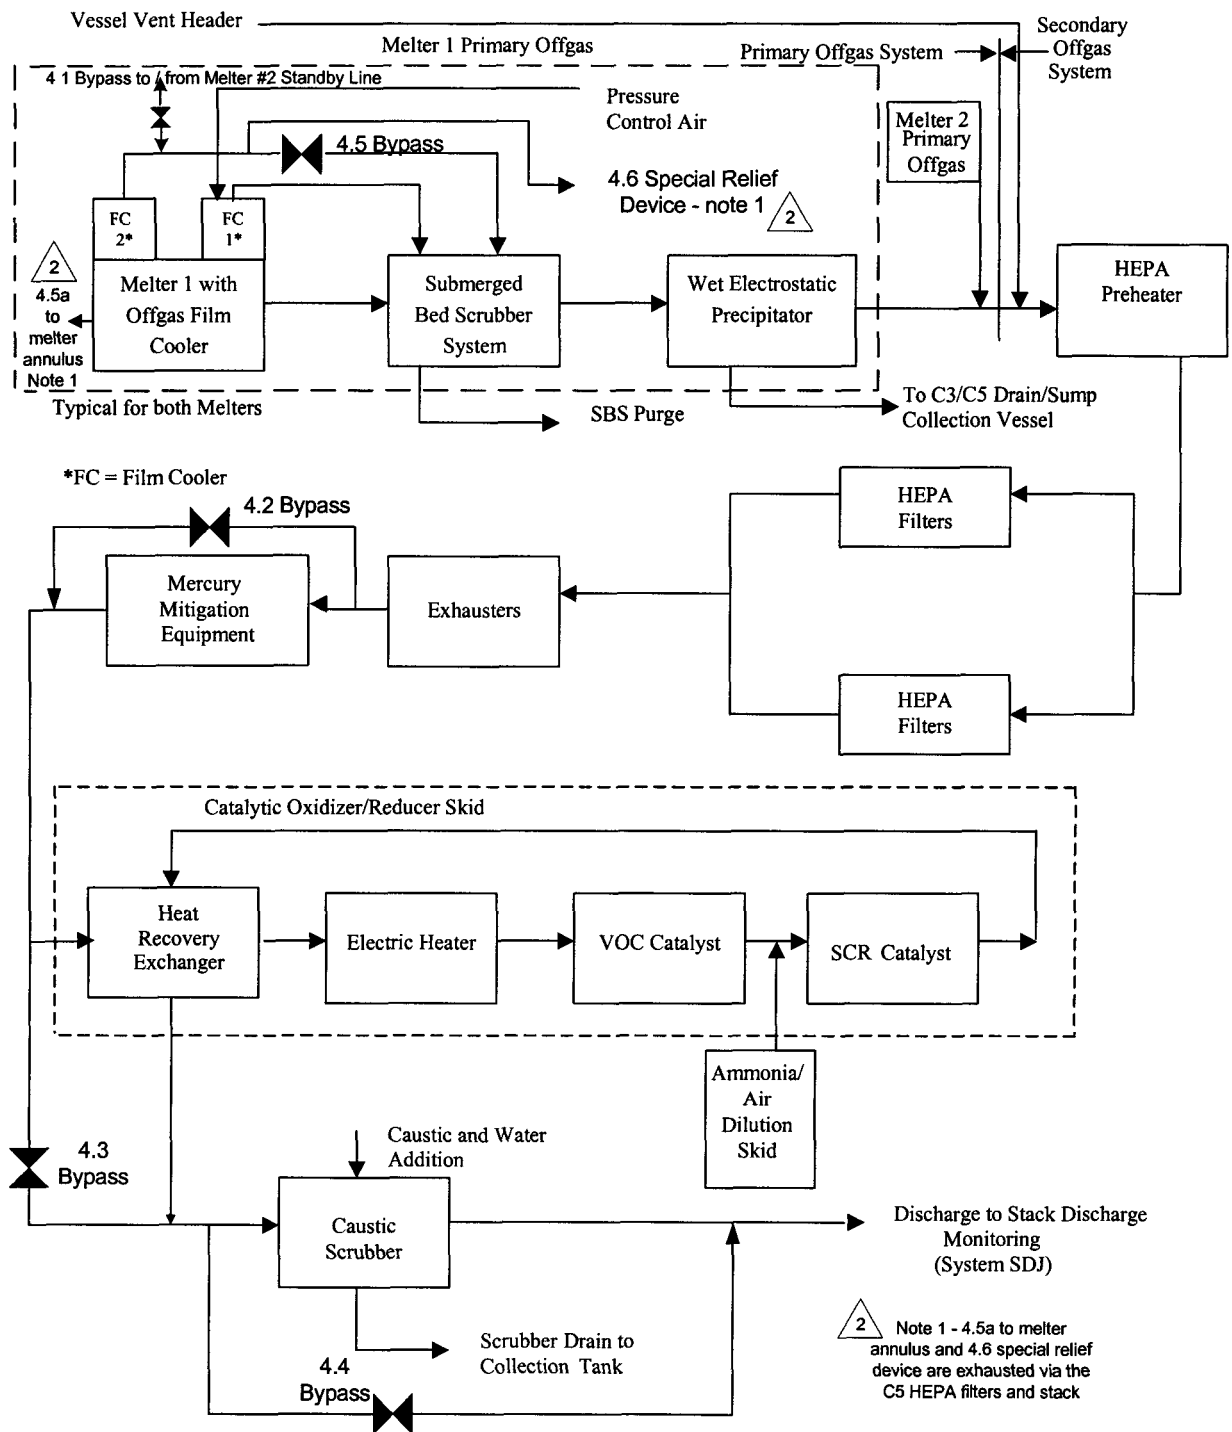 Vessel Vent Header
Melter 1 Primary Offgas
Primary Offgas System
Secondary
Offgas
System
4 1 Bypass to / from Melter #2 Standby Line
Pressure
Control Air
Melter 2
Primary
Offgas
4.5 Bypass
4.6 Special Relief
Device - note 1
2
FC
2*
FC
1*
2
4.5a
to
melter
annulus
Note 1
Melter 1 with
Offgas Film
Cooler
Submerged
Bed Scrubber
System
Wet Electrostatic
Precipitator
HEPA
Preheater
Typical for both Melters
SBS Purge
To C3/C5 Drain/Sump
Collection Vessel
*FC = Film Cooler
4.2 Bypass
HEPA
Filters
Mercury
Mitigation
Equipment
Exhausters
HEPA
Filters
Catalytic Oxidizer/Reducer Skid
Heat
Recovery
Exchanger
Electric Heater
VOC Catalyst
SCR Catalyst
Ammonia/
Air
Dilution
Skid
4.3
Bypass
Caustic and Water
Addition
Caustic
Scrubber
Discharge to Stack Discharge
Monitoring
(System SDJ)
Scrubber Drain to
Collection Tank
4.4
Bypass
2
Note 1 - 4.5a to melter
annulus and 4.6 special relief
device are exhausted via the
C5 HEPA filters and stack